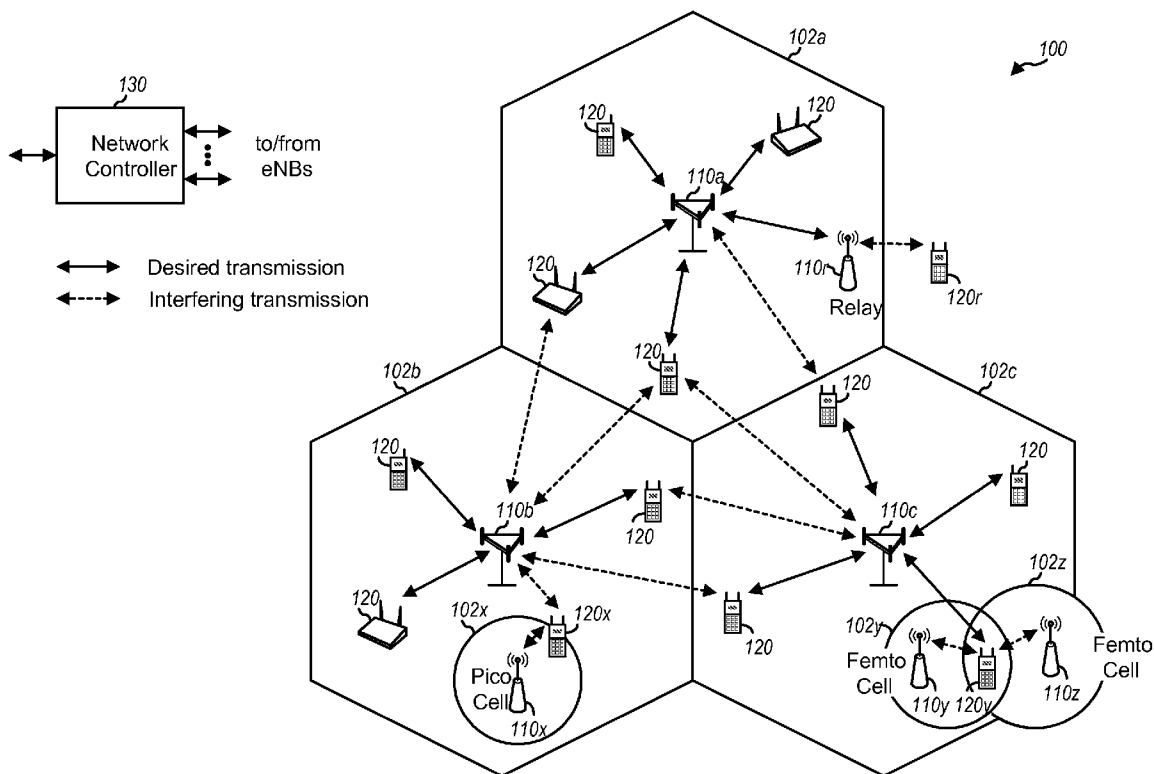 102a
100
130
Network
Controller
to/from
eNBs
120
120
110a
Desired transmission
Interfering transmission
120
110r
Relay
120r
102b
120
120
102c
120
120
110b
120
110c
120
120x
102x
120
102z
102y
Pico
Cell
110x
Femto
Cell
110y
120y
110z
Femto
Cell